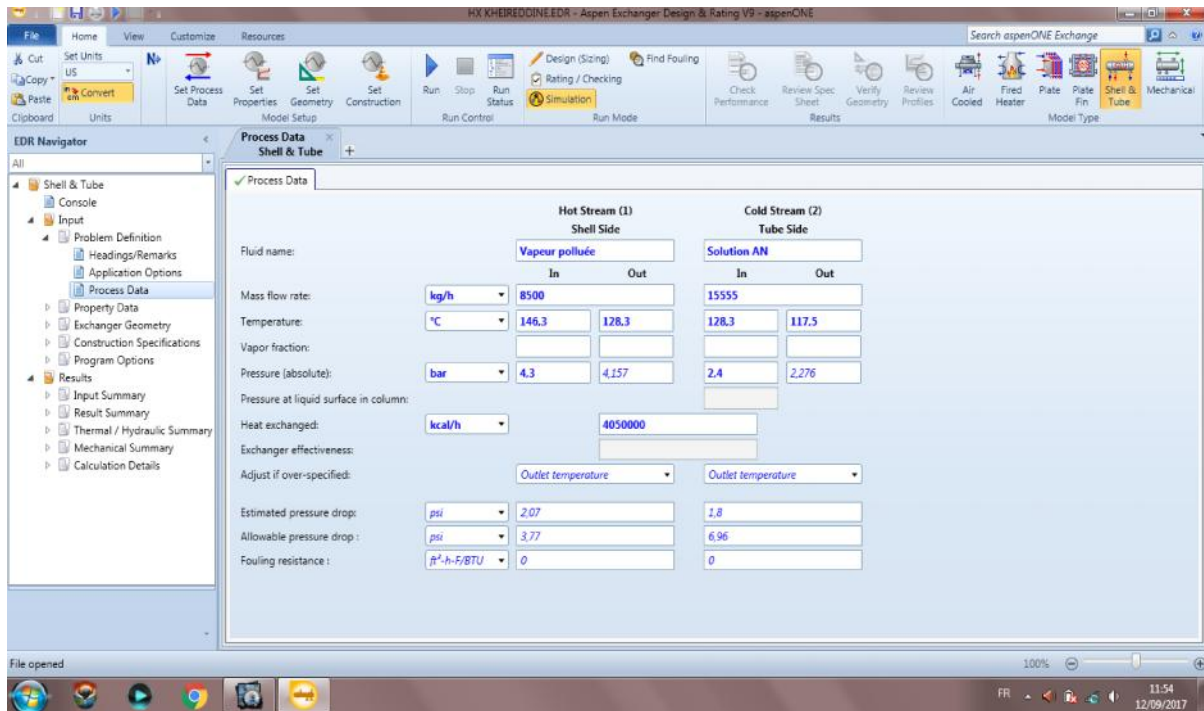 HX KHEIREDDINE.EDR - Aspen Exchanger Design & Rating V9 - aspenONE
File Home View Customize Resources Search aspenONE Exchange
Cut
Copy
Paste
Clipboard
Set Units
US
Convert
Units
N
Set Process Data
Set Properties
Set Geometry
Set Construction
Model Setup
Run
Stop
Run Status
Run Control
Design (Sizing)
Rating / Checking
Simulation
Find Fouling
Run Mode
Check Performance
Review Spec Sheet
Verify Geometry
Review Profiles
Results
Air Cooled
Fired Heater
Plate
Plate Fin
Shell & Tube
Mechanical
Model Type
EDR Navigator
All
Shell & Tube
Console
Input
Problem Definition
Headings/Remarks
Application Options
Process Data
Property Data
Exchanger Geometry
Construction Specifications
Program Options
Results
Input Summary
Result Summary
Thermal / Hydraulic Summary
Mechanical Summary
Calculation Details
Process Data
Shell & Tube
+
Process Data
Hot Stream (1) Cold Stream (2)
Shell Side Tube Side
Fluid name: Vapeur polluée Solution AN
In Out In Out
Mass flow rate: kg/h 8500 15555
Temperature: °C 146,3 128,3 128,3 117,5
Vapor fraction:
Pressure (absolute): bar 4,3 4,157 2,4 2,276
Pressure at liquid surface in column:
Heat exchanged: kcal/h 4050000
Exchanger effectiveness:
Adjust if over-specified: Outlet temperature Outlet temperature
Estimated pressure drop: psi 2,07 1,8
Allowable pressure drop : psi 3,77 6,96
Fouling resistance : ft²-h-F/BTU 0 0
File opened
100%
FR
11:54
12/09/2017